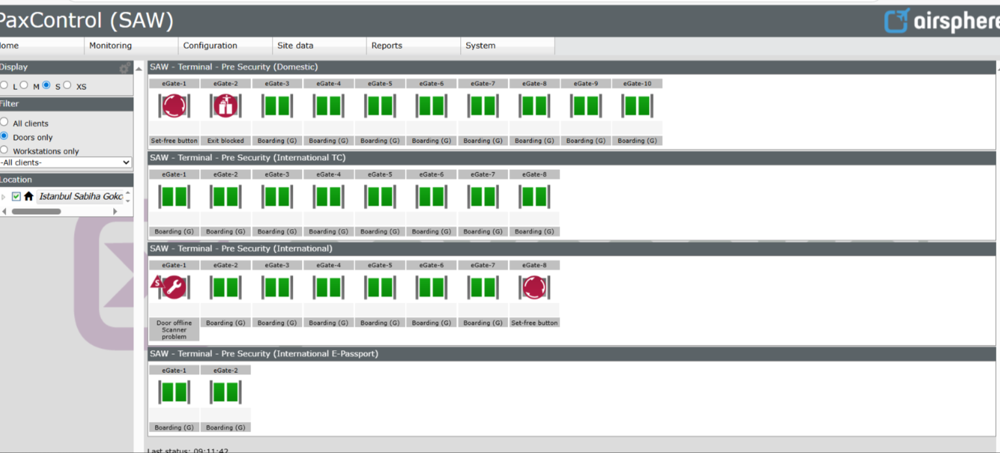 PaxControl (SAW)
airsphere
Home
Monitoring
Configuration
Site data
Reports
System
Display
L M S XS
Filter
All clients
Doors only
Workstations only
-All clients-
Location
Istanbul Sabiha Gokc
SAW - Terminal - Pre Security (Domestic)
eGate-1 eGate-2 eGate-3 eGate-4 eGate-5 eGate-6 eGate-7 eGate-8 eGate-9 eGate-10
Set-free button Exit blocked Boarding (G) Boarding (G) Boarding (G) Boarding (G) Boarding (G) Boarding (G) Boarding (G) Boarding (G)
SAW - Terminal - Pre Security (International TC)
eGate-1 eGate-2 eGate-3 eGate-4 eGate-5 eGate-6 eGate-7 eGate-8
Boarding (G) Boarding (G) Boarding (G) Boarding (G) Boarding (G) Boarding (G) Boarding (G) Boarding (G)
SAW - Terminal - Pre Security (International)
eGate-1 eGate-2 eGate-3 eGate-4 eGate-5 eGate-6 eGate-7 eGate-8
S
Door offline Boarding (G) Boarding (G) Boarding (G) Boarding (G) Boarding (G) Boarding (G) Set-free button
Scanner
problem
SAW - Terminal - Pre Security (International E-Passport)
eGate-1 eGate-2
Boarding (G) Boarding (G)
Last status: 09:11:42